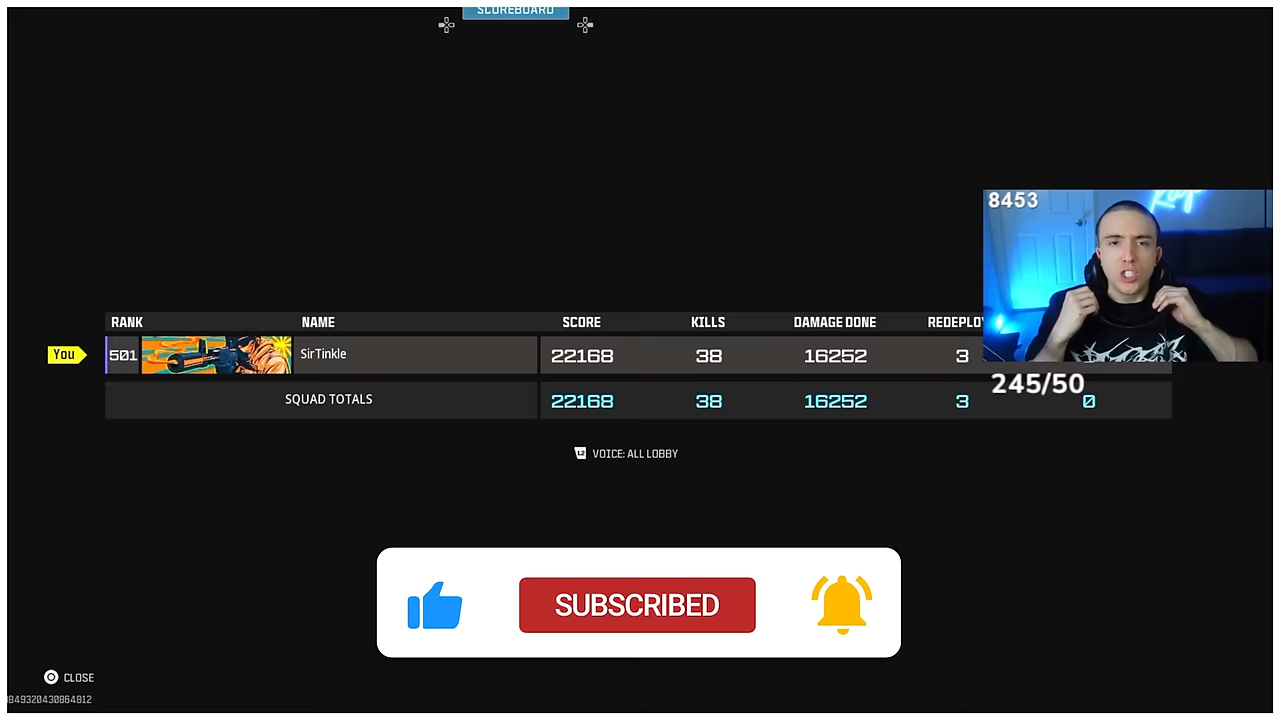 SCOREBOARD
8453
RANK NAME SCORE KILLS DAMAGE DONE REDEPLOY
You 501 SirTinkle 22168 38 16252 3
245/50
SQUAD TOTALS 22168 38 16252 3 0
L2 VOICE: ALL LOBBY
SUBSCRIBED
CLOSE
849320430864812